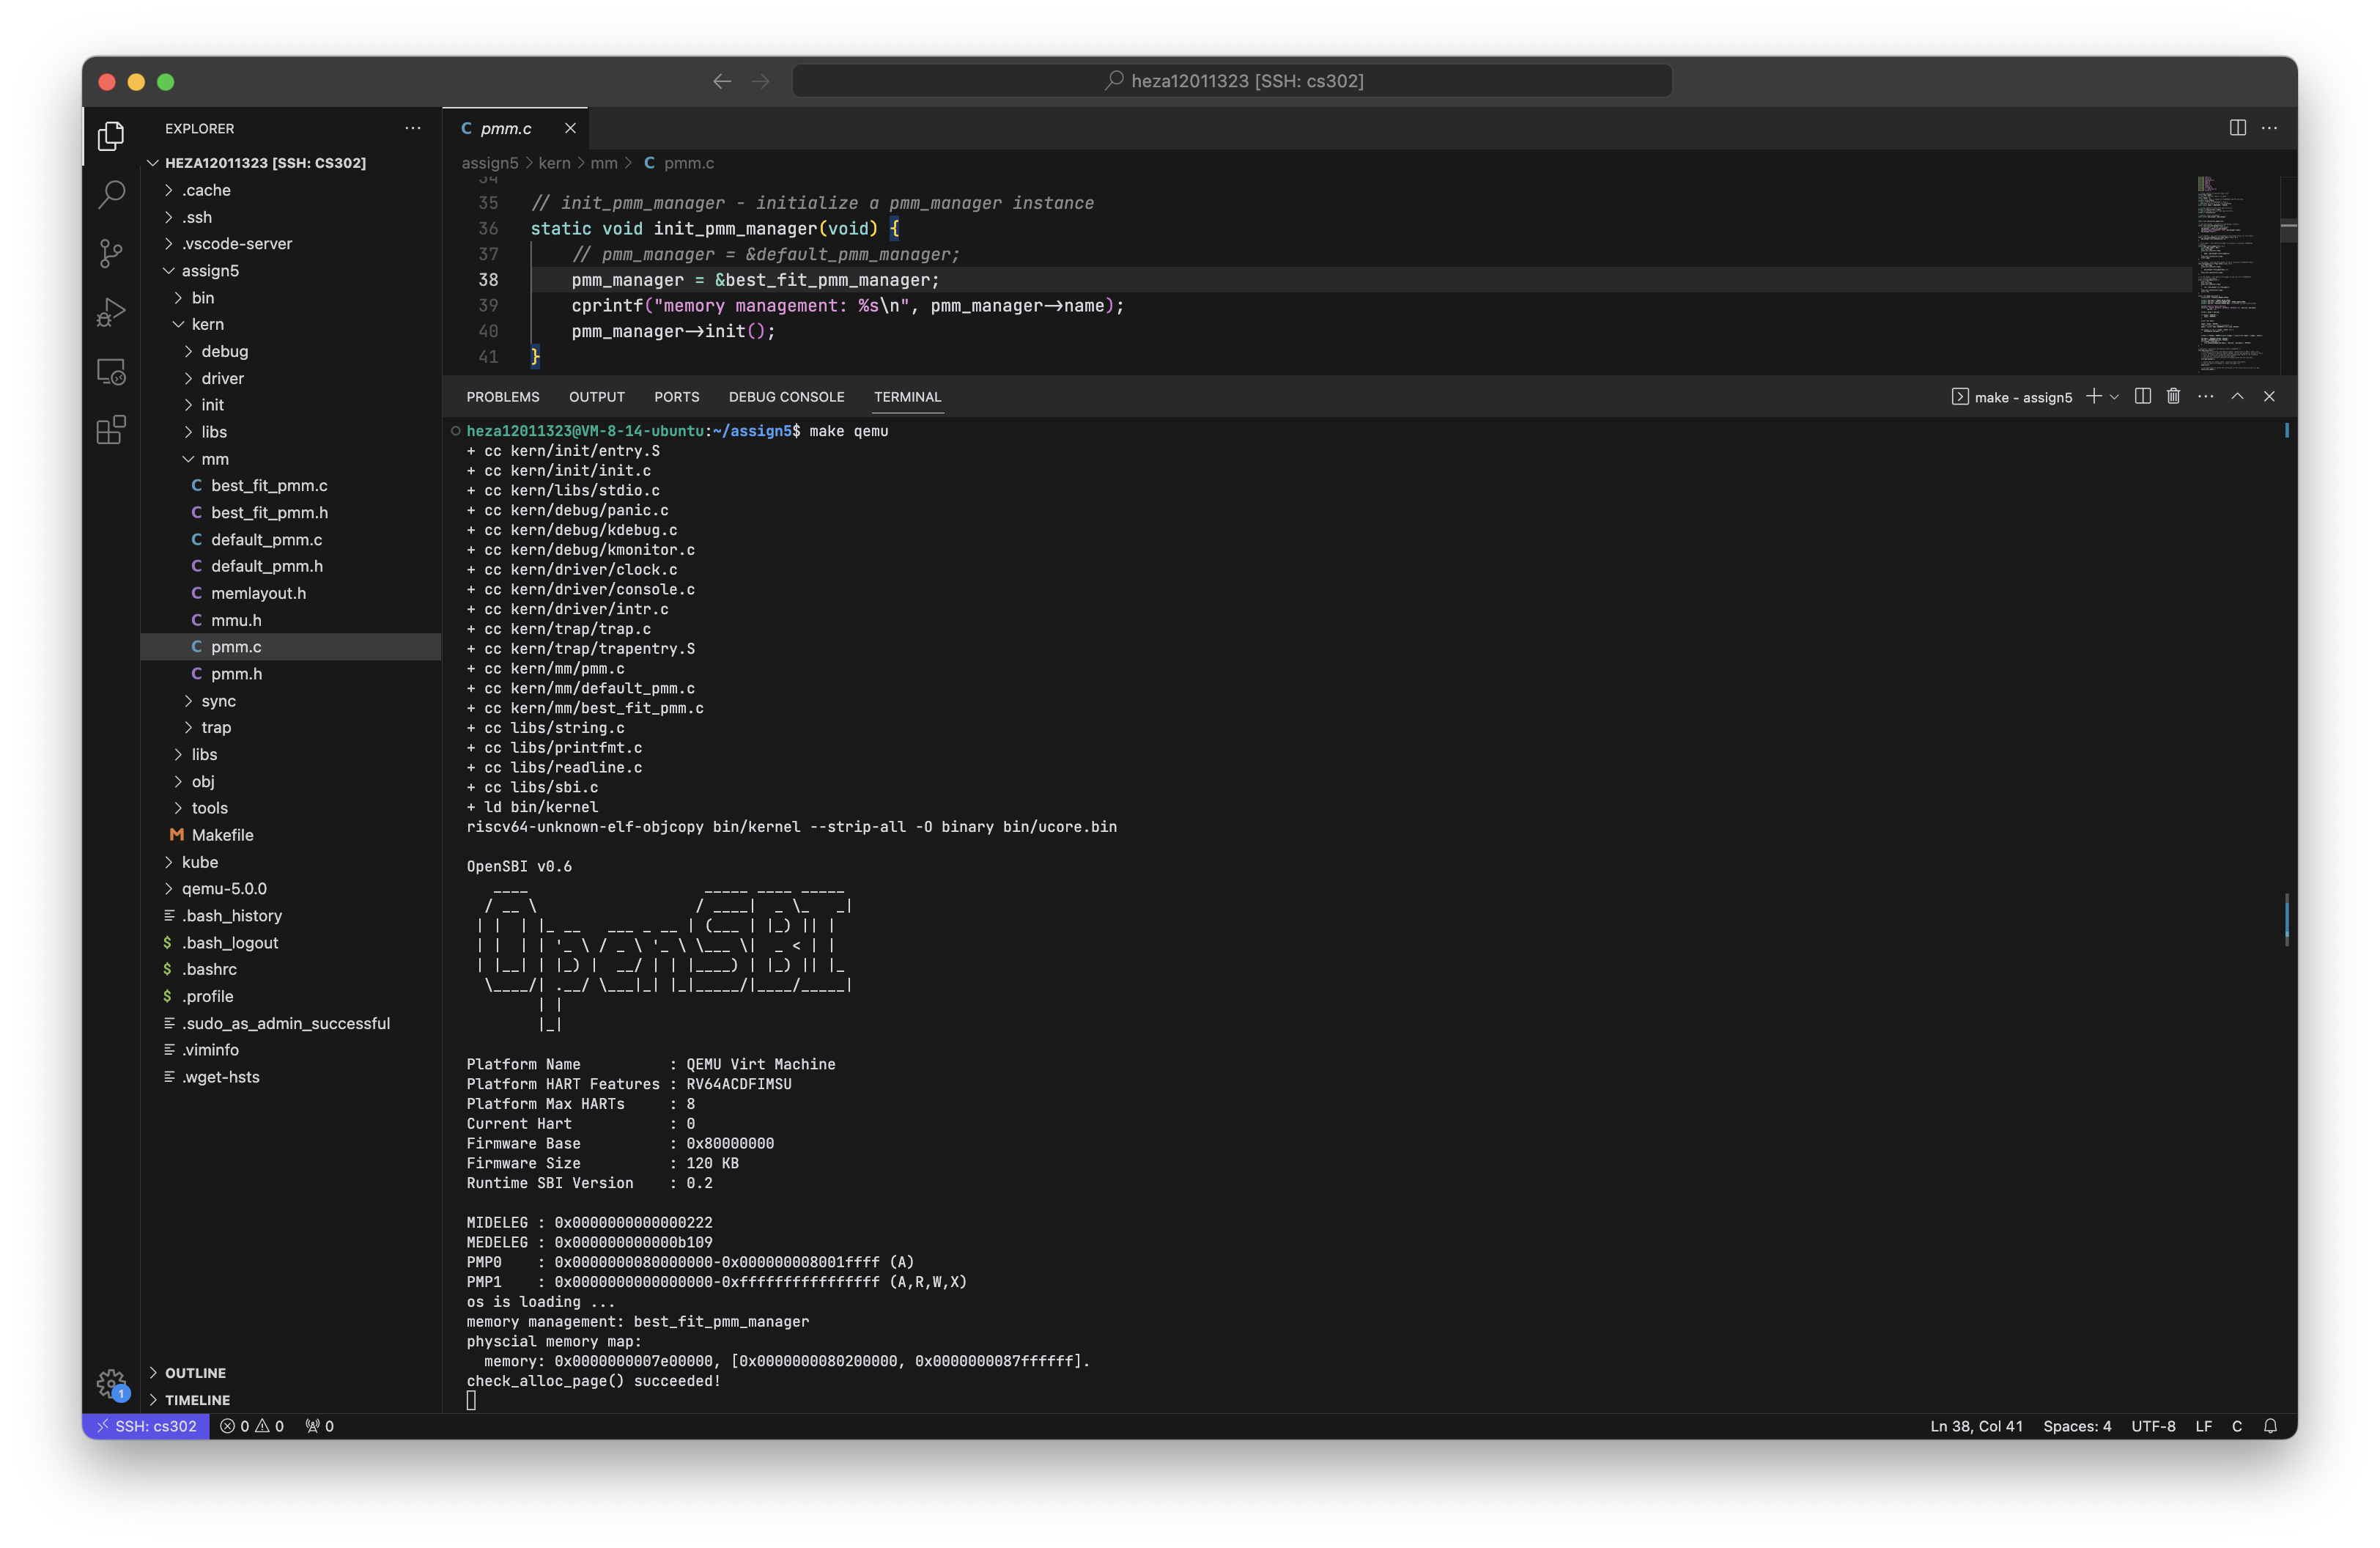 heza12011323 [SSH: cs302]
EXPLORER
HEZA12011323 [SSH: CS302]
.cache
.ssh
.vscode-server
assign5
bin
kern
debug
driver
init
libs
mm
C best_fit_pmm.c
C best_fit_pmm.h
C default_pmm.c
C default_pmm.h
C memlayout.h
C mmu.h
C pmm.c
C pmm.h
sync
trap
libs
obj
tools
M Makefile
kube
qemu-5.0.0
.bash_history
$ .bash_logout
$ .bashrc
$ .profile
.sudo_as_admin_successful
.viminfo
.wget-hsts
OUTLINE
TIMELINE
1
C pmm.c
assign5 > kern > mm > C pmm.c
34
35 // init_pmm_manager - initialize a pmm_manager instance
36 static void init_pmm_manager(void) {
37 // pmm_manager = &default_pmm_manager;
38 pmm_manager = &best_fit_pmm_manager;
39 cprintf("memory management: %s\n", pmm_manager->name);
40 pmm_manager->init();
41 }
PROBLEMS OUTPUT PORTS DEBUG CONSOLE TERMINAL
make - assign5
heza12011323@VM-8-14-ubuntu:~/assign5$ make qemu
+ cc kern/init/entry.S
+ cc kern/init/init.c
+ cc kern/libs/stdio.c
+ cc kern/debug/panic.c
+ cc kern/debug/kdebug.c
+ cc kern/debug/kmonitor.c
+ cc kern/driver/clock.c
+ cc kern/driver/console.c
+ cc kern/driver/intr.c
+ cc kern/trap/trap.c
+ cc kern/trap/trapentry.S
+ cc kern/mm/pmm.c
+ cc kern/mm/default_pmm.c
+ cc kern/mm/best_fit_pmm.c
+ cc libs/string.c
+ cc libs/printfmt.c
+ cc libs/readline.c
+ cc libs/sbi.c
+ ld bin/kernel
riscv64-unknown-elf-objcopy bin/kernel --strip-all -O binary bin/ucore.bin
OpenSBI v0.6
OpenSBI
Platform Name : QEMU Virt Machine
Platform HART Features : RV64ACDFIMSU
Platform Max HARTs : 8
Current Hart : 0
Firmware Base : 0x80000000
Firmware Size : 120 KB
Runtime SBI Version : 0.2
MIDELEG : 0x0000000000000222
MEDELEG : 0x000000000000b109
PMP0 : 0x0000000080000000-0x000000008001ffff (A)
PMP1 : 0x0000000000000000-0xffffffffffffffff (A,R,W,X)
os is loading ...
memory management: best_fit_pmm_manager
physcial memory map:
memory: 0x0000000007e00000, [0x0000000080200000, 0x0000000087ffffff].
check_alloc_page() succeeded!
SSH: cs302 0 0 0
Ln 38, Col 41 Spaces: 4 UTF-8 LF C